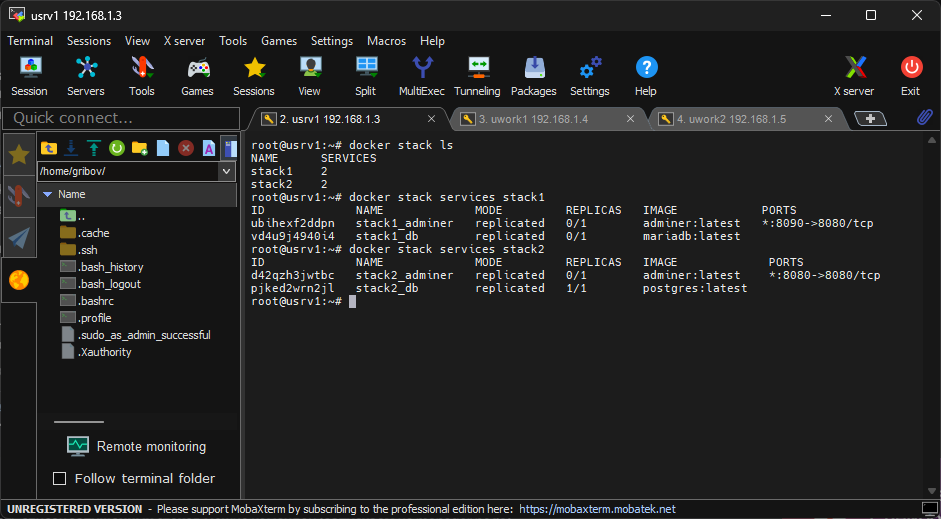 usrv1 192.168.1.3
Terminal Sessions View X server Tools Games Settings Macros Help
Session Servers Tools Games Sessions View Split MultiExec Tunneling Packages Settings Help X server Exit
Quick connect...
2. usrv1 192.168.1.3
3. uwork1 192.168.1.4
4. uwork2 192.168.1.5
/home/gribov/
Name
..
.cache
.ssh
.bash_history
.bash_logout
.bashrc
.profile
.sudo_as_admin_successful
.Xauthority
Remote monitoring
Follow terminal folder
root@usrv1:~# docker stack ls
NAME SERVICES
stack1 2
stack2 2
root@usrv1:~# docker stack services stack1
ID NAME MODE REPLICAS IMAGE PORTS
ubihexf2ddpn stack1_adminer replicated 0/1 adminer:latest *:8090->8080/tcp
vd4u9j4940i4 stack1_db replicated 0/1 mariadb:latest
root@usrv1:~# docker stack services stack2
ID NAME MODE REPLICAS IMAGE PORTS
d42qzh3jwtbc stack2_adminer replicated 0/1 adminer:latest *:8080->8080/tcp
pjked2wrn2jl stack2_db replicated 1/1 postgres:latest
root@usrv1:~#
UNREGISTERED VERSION - Please support MobaXterm by subscribing to the professional edition here: https://mobaxterm.mobatek.net